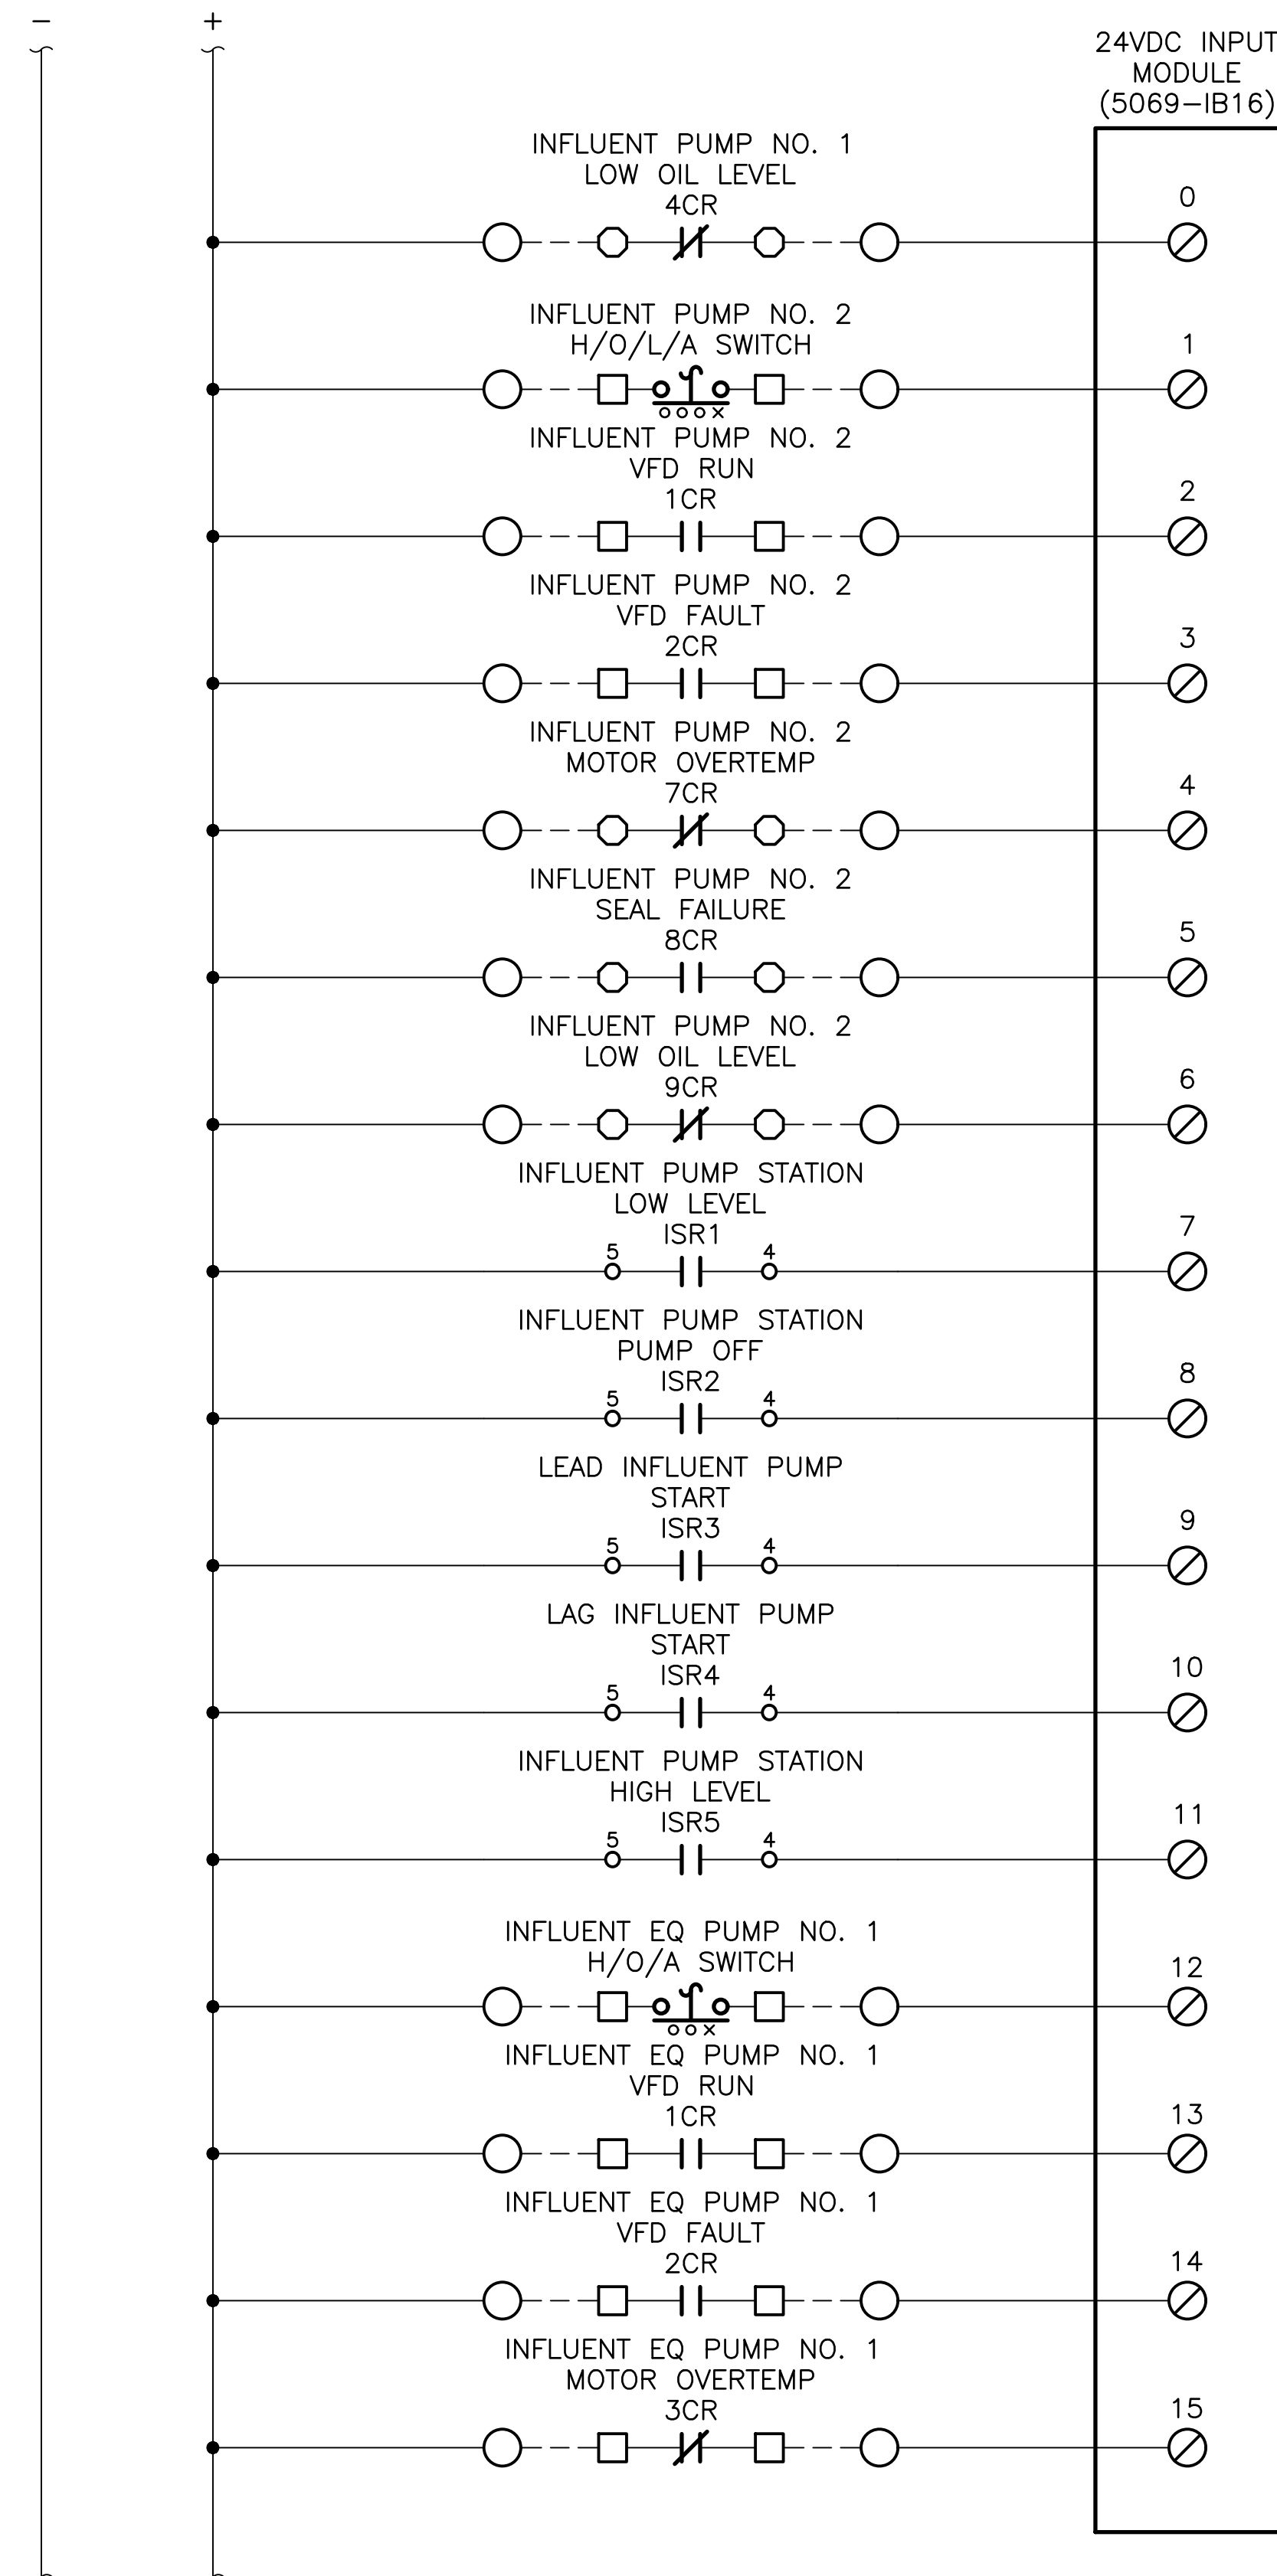 − +
24VDC INPUT
MODULE
(5069-IB16)
INFLUENT PUMP NO. 1
LOW OIL LEVEL
4CR
0
INFLUENT PUMP NO. 2
H/O/L/A SWITCH
1
OOOX
INFLUENT PUMP NO. 2
VFD RUN
1CR
2
INFLUENT PUMP NO. 2
VFD FAULT
2CR
3
INFLUENT PUMP NO. 2
MOTOR OVERTEMP
7CR
4
INFLUENT PUMP NO. 2
SEAL FAILURE
8CR
5
INFLUENT PUMP NO. 2
LOW OIL LEVEL
9CR
6
INFLUENT PUMP STATION
LOW LEVEL
ISR1
5 4
7
INFLUENT PUMP STATION
PUMP OFF
ISR2
5 4
8
LEAD INFLUENT PUMP
START
ISR3
5 4
9
LAG INFLUENT PUMP
START
ISR4
5 4
10
INFLUENT PUMP STATION
HIGH LEVEL
ISR5
5 4
11
INFLUENT EQ PUMP NO. 1
H/O/A SWITCH
12
OOX
INFLUENT EQ PUMP NO. 1
VFD RUN
1CR
13
INFLUENT EQ PUMP NO. 1
VFD FAULT
2CR
14
INFLUENT EQ PUMP NO. 1
MOTOR OVERTEMP
3CR
15